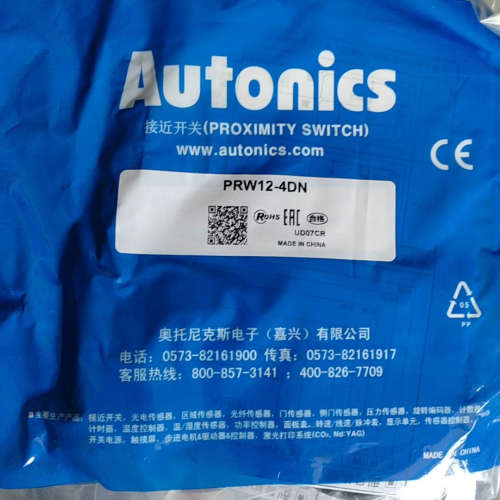 Autonics
接近开关(PROXIMITY SWITCH)
www.autonics.com
CE
PRW12-4DN
RoHS EAC 合格
UD07CR
MADE IN CHINA
05
PP
奥托尼克斯电子(嘉兴)有限公司
电话: 0573-82161900 传真: 0573-82161917
客服热线: 800-857-3141 ; 400-826-7709
主要生产产品: 接近开关, 光电传感器, 区域传感器, 光纤传感器, 门传感器, 侧门传感器, 压力传感器, 旋转编码器, 计数器
计时器, 温度控制器, 温/湿度传感器, 功率控制器, 面板表, 转速/线速/脉冲表, 显示单元, 传感器控制器,
开关电源, 触摸屏, 步进电机&驱动器&控制器, 激光打印系统(CO₂, Nd:YAG)